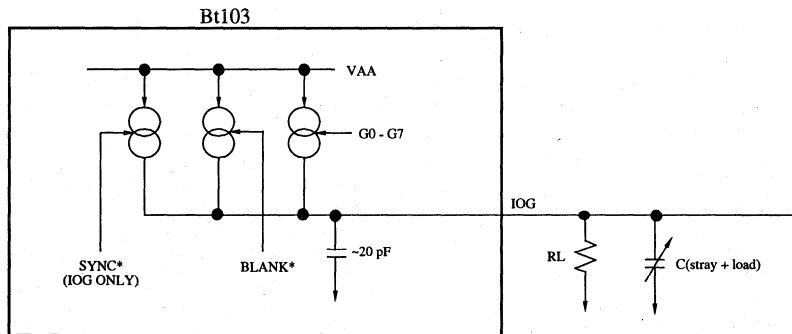 Bt103
VAA
G0 - G7
IOG
SYNC*
(IOG ONLY)
BLANK*
~20 pF
RL
C(stray + load)